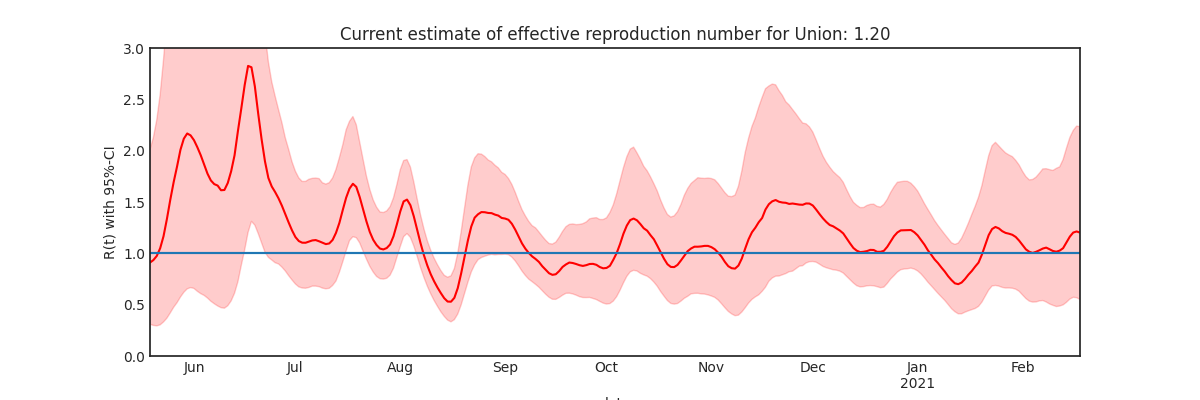 Current estimate of effective reproduction number for Union: 1.20
R(t) with 95%-CI
3.0
2.5
2.0
1.5
1.0
0.5
0.0
Jun Jul Aug Sep Oct Nov Dec Jan Feb
2021